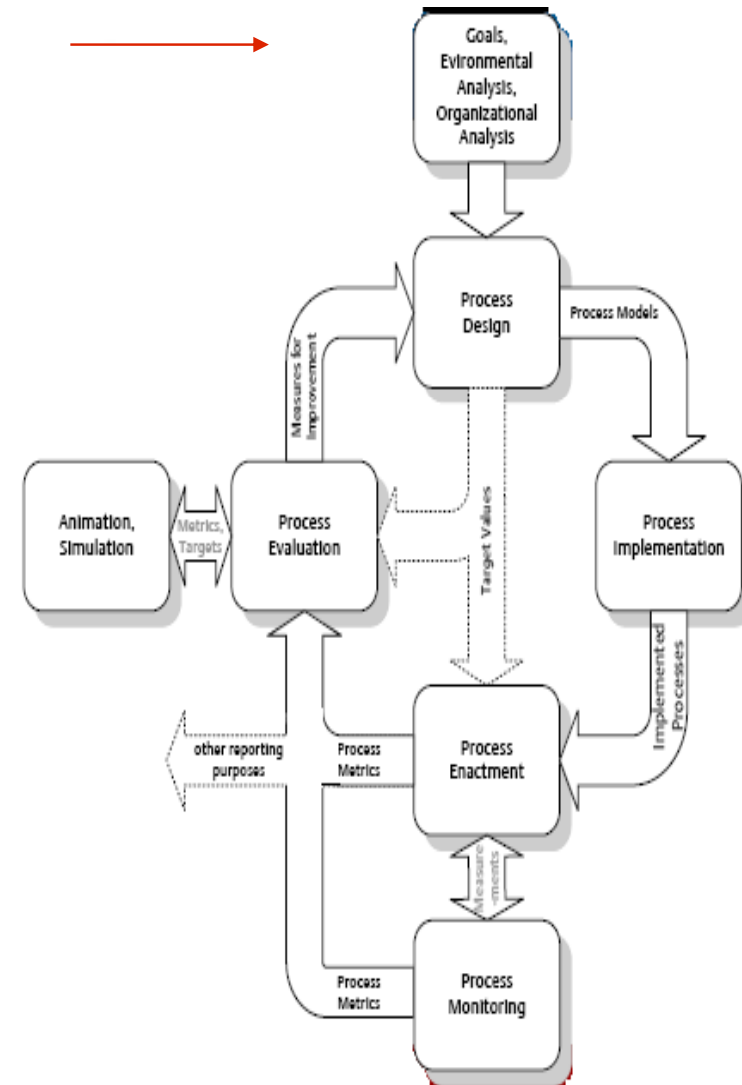 Goals,
Evironmental
Analysis,
Organizational
Analysis
Process
Design
Process Models
Measures for
Improvement
Animation,
Simulation
Metrics,
Targets
Process
Evaluation
Target Values
Process
Implementation
Implemented
Processes
other reporting
purposes
Process
Metrics
Process
Enactment
Measure
-ments
Process
Metrics
Process
Monitoring